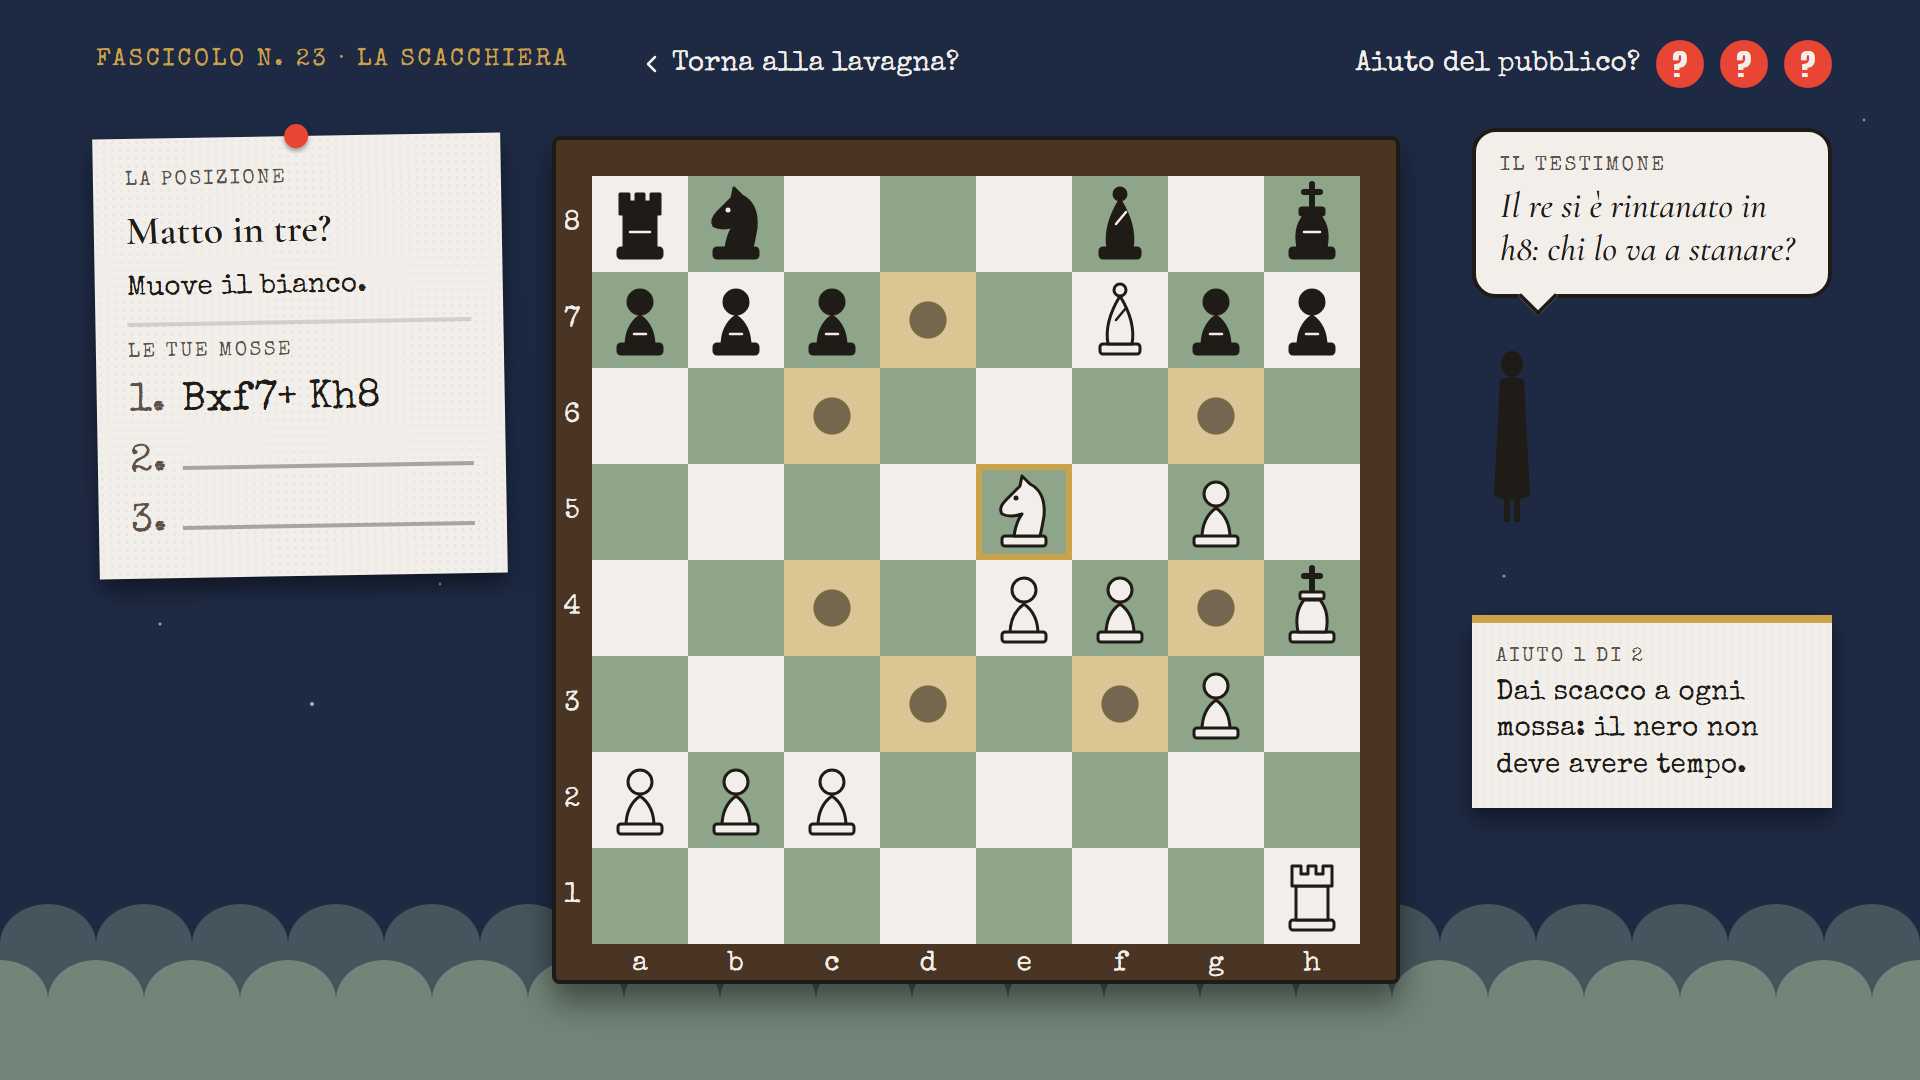 FASCICOLO N. 23 · LA SCACCHIERA
‹ Torna alla lavagna?
Aiuto del pubblico? ? ? ?
LA POSIZIONE
Matto in tre?
Muove il bianco.
LE TUE MOSSE
1. Bxf7+ Kh8
2.
3.
8
7
6
5
4
3
2
1
a b c d e f g h
IL TESTIMONE
Il re si è rintanato in
h8: chi lo va a stanare?
AIUTO 1 DI 2
Dai scacco a ogni
mossa: il nero non
deve avere tempo.